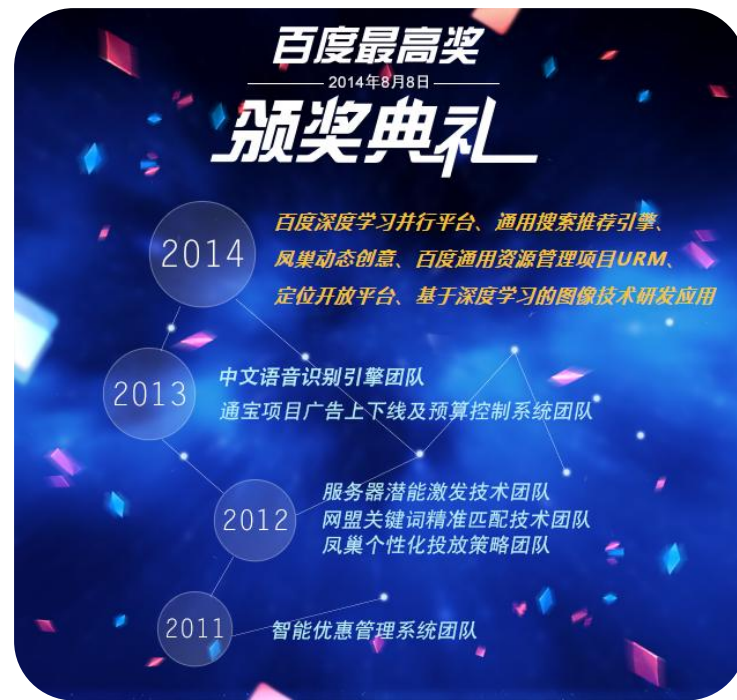 百度最高奖
2014年8月8日
颁奖典礼
2014
百度深度学习并行平台、通用搜索推荐引擎、
凤巢动态创意、百度通用资源管理项目URM、
定位开放平台、基于深度学习的图像技术研发应用
2013
中文语音识别引擎团队
通宝项目广告上下线及预算控制系统团队
2012
服务器潜能激发技术团队
网盟关键词精准匹配技术团队
凤巢个性化投放策略团队
2011
智能优惠管理系统团队